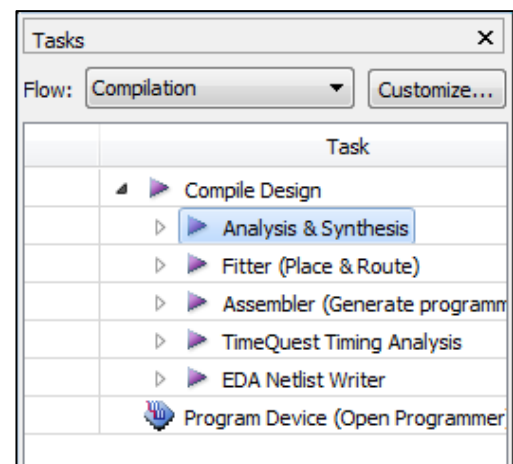 Tasks
Flow: Compilation Customize...
Task
Compile Design
Analysis & Synthesis
Fitter (Place & Route)
Assembler (Generate programm
TimeQuest Timing Analysis
EDA Netlist Writer
Program Device (Open Programmer